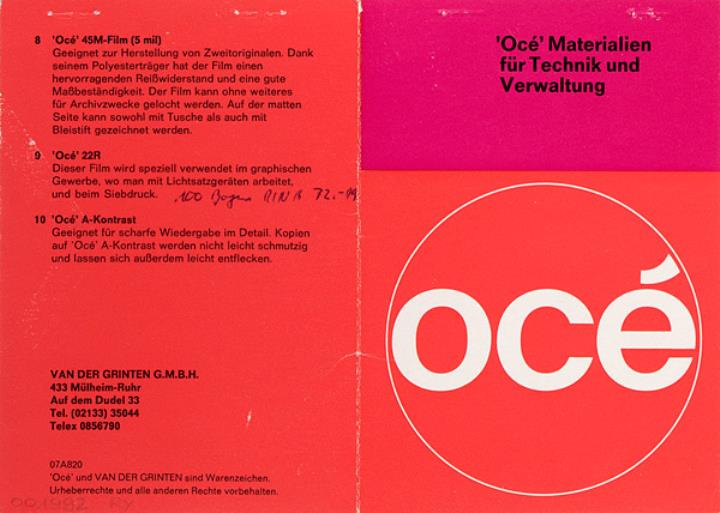 8 'Océ' 45M-Film (5 mil)
Geeignet zur Herstellung von Zweitoriginalen. Dank
seinem Polyesterträger hat der Film einen
hervorragenden Reißwiderstand und eine gute
Maßbeständigkeit. Der Film kann ohne weiteres
für Archivzwecke gelocht werden. Auf der matten
Seite kann sowohl mit Tusche als auch mit
Bleistift gezeichnet werden.
9 'Océ' 22R
Dieser Film wird speziell verwendet im graphischen
Gewerbe, wo man mit Lichtsatzgeräten arbeitet,
und beim Siebdruck. 100 Bogen DIN A
10 'Océ' A-Kontrast
Geeignet für scharfe Wiedergabe im Detail. Kopien
auf 'Océ' A-Kontrast werden nicht leicht schmutzig
und lassen sich außerdem leicht entflecken.
VAN DER GRINTEN G.M.B.H.
433 Mülheim-Ruhr
Auf dem Dudel 33
Tel. (02133) 35044
Telex 0856790
07A820
'Océ' und VAN DER GRINTEN sind Warenzeichen.
Urheberrechte und alle anderen Rechte vorbehalten.
'Océ' Materialien
für Technik und
Verwaltung
océ